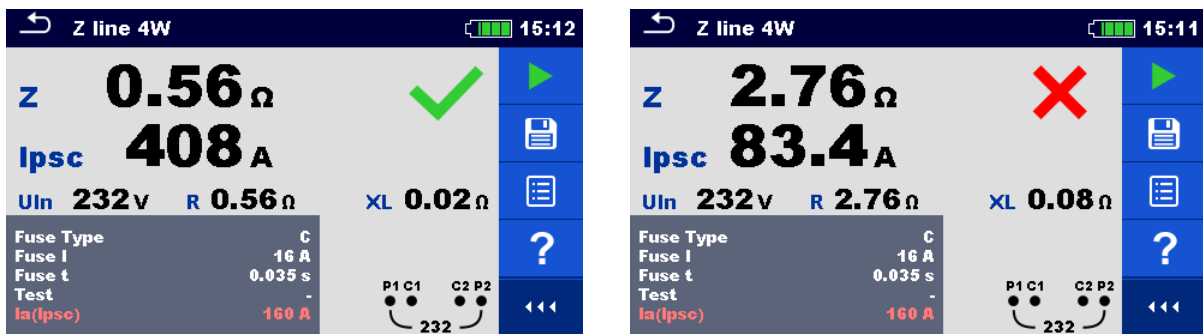 Z line 4W 15:12
Z 0.56 Ω
Ipsc 408 A
Uln 232 V R 0.56 Ω XL 0.02 Ω
Fuse Type C
Fuse I 16 A
Fuse t 0.035 s
Test -
Ia(Ipsc) 160 A
P1 C1 C2 P2
232
?
Z line 4W 15:11
Z 2.76 Ω
Ipsc 83.4 A
Uln 232 V R 2.76 Ω XL 0.08 Ω
Fuse Type C
Fuse I 16 A
Fuse t 0.035 s
Test -
Ia(Ipsc) 160 A
P1 C1 C2 P2
232
?